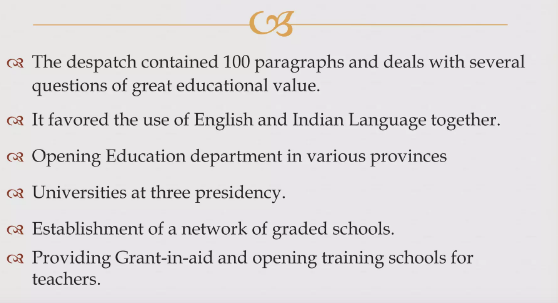 The despatch contained 100 paragraphs and deals with several
questions of great educational value.
It favored the use of English and Indian Language together.
Opening Education department in various provinces
Universities at three presidency.
Establishment of a network of graded schools.
Providing Grant-in-aid and opening training schools for
teachers.